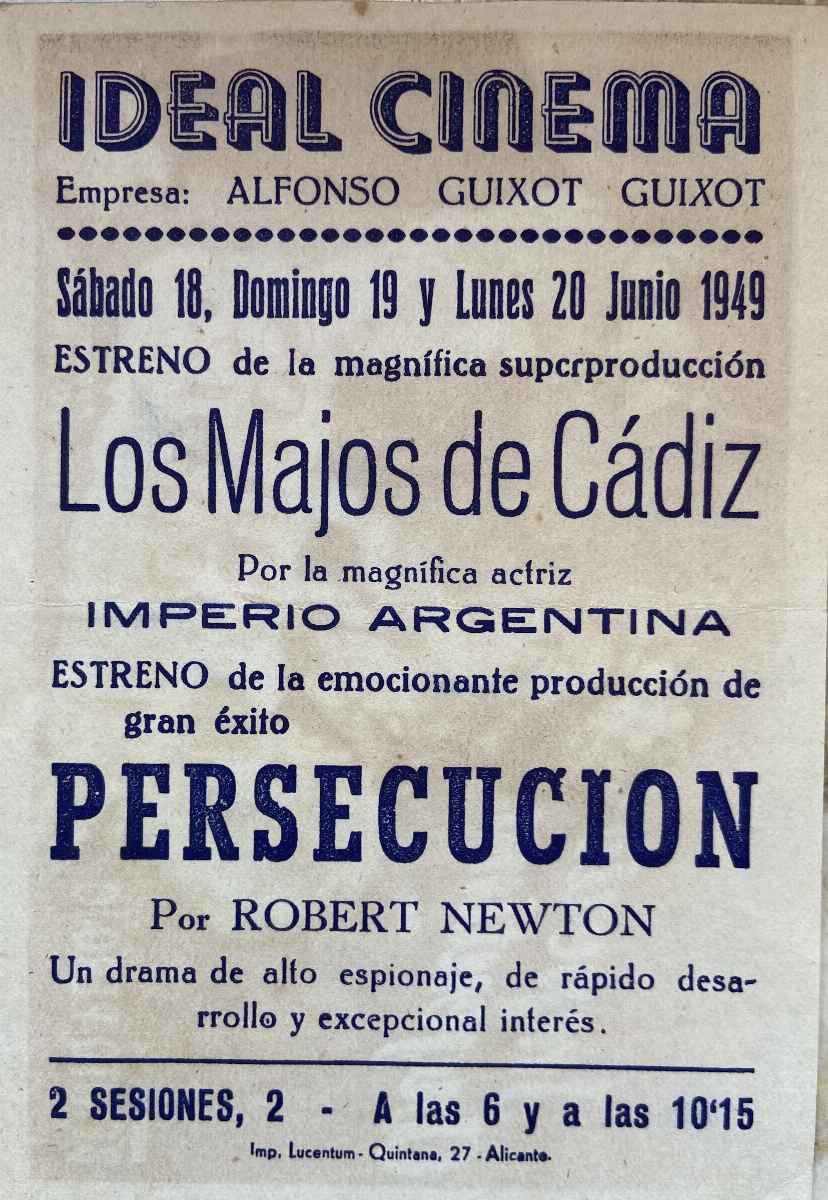 IDEAL CINEMA
Empresa: ALFONSO GUIXOT GUIXOT
Sábado 18, Domingo 19 y Lunes 20 Junio 1949
ESTRENO de la magnífica superproducción
Los Majos de Cádiz
Por la magnífica actriz
IMPERIO ARGENTINA
ESTRENO de la emocionante producción de
gran éxito
PERSECUCION
Por ROBERT NEWTON
Un drama de alto espionaje, de rápido desa-
rrollo y excepcional interés.
2 SESIONES, 2 - A las 6 y a las 10‘15
Imp. Lucentum - Quintana, 27 - Alicante.